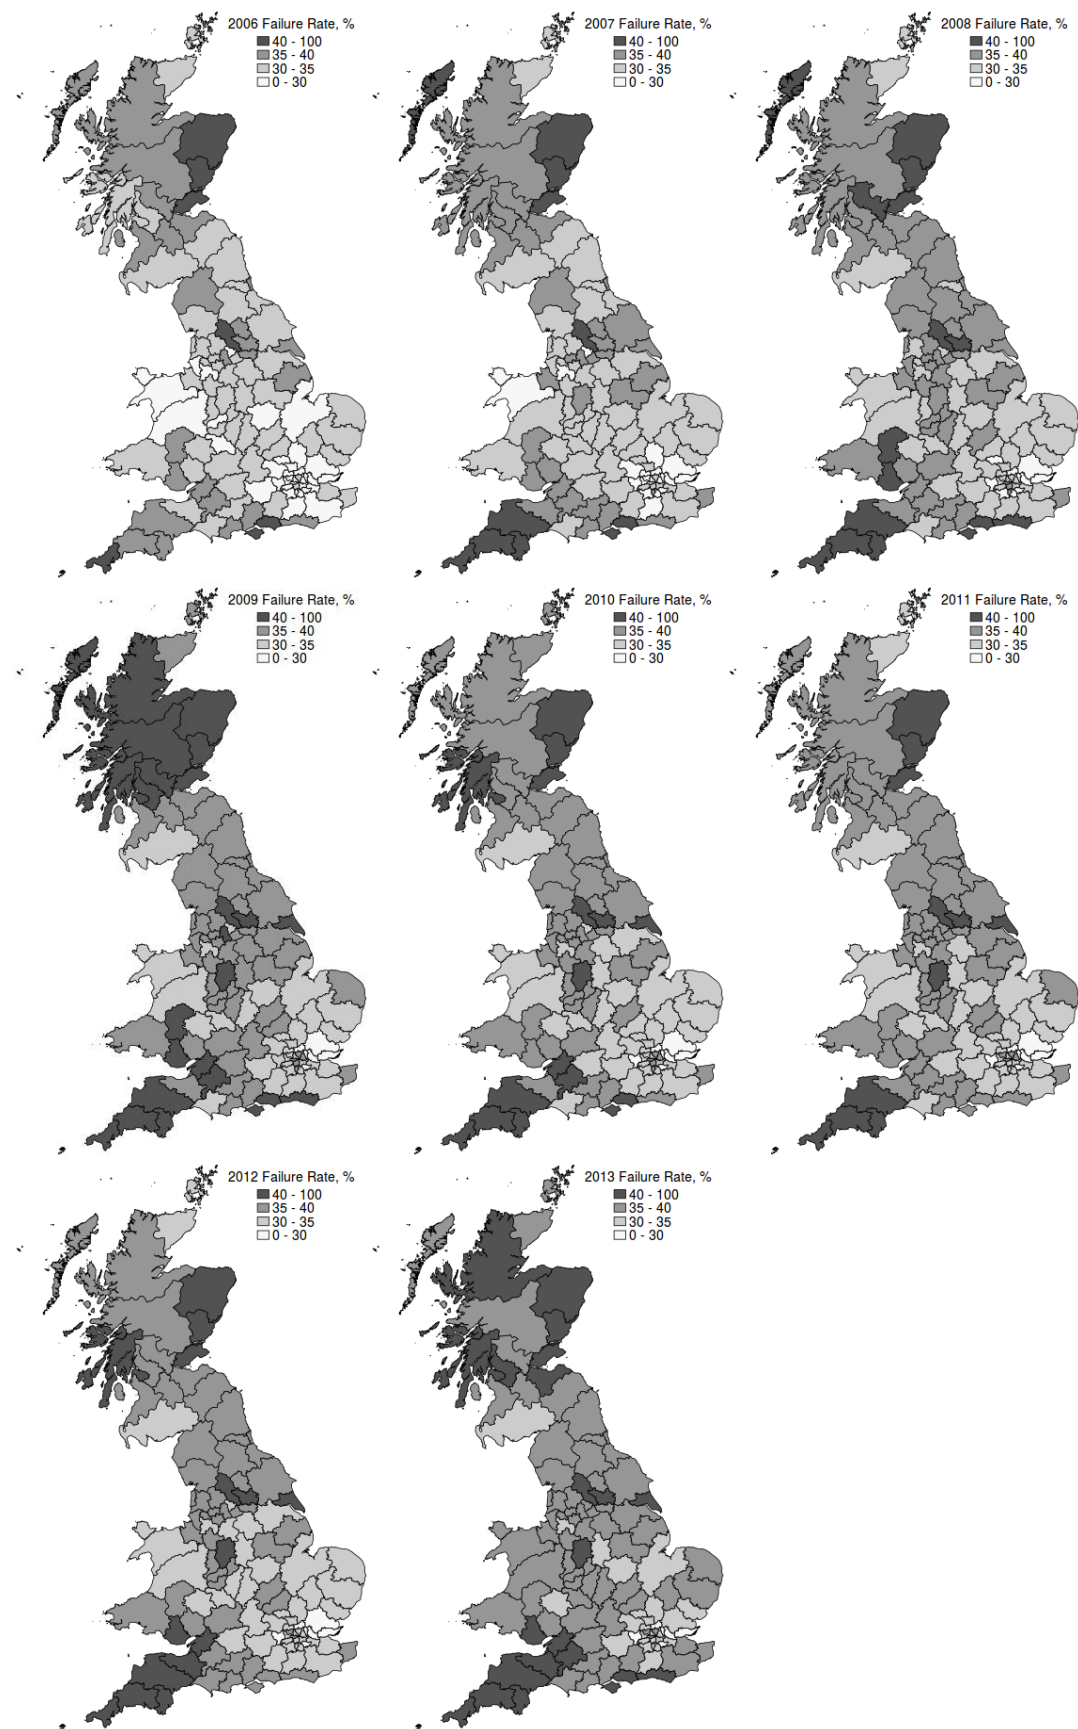 2006 Failure Rate, %
40 - 100
35 - 40
30 - 35
0 - 30
2007 Failure Rate, %
40 - 100
35 - 40
30 - 35
0 - 30
2008 Failure Rate, %
40 - 100
35 - 40
30 - 35
0 - 30
2009 Failure Rate, %
40 - 100
35 - 40
30 - 35
0 - 30
2010 Failure Rate, %
40 - 100
35 - 40
30 - 35
0 - 30
2011 Failure Rate, %
40 - 100
35 - 40
30 - 35
0 - 30
2012 Failure Rate, %
40 - 100
35 - 40
30 - 35
0 - 30
2013 Failure Rate, %
40 - 100
35 - 40
30 - 35
0 - 30